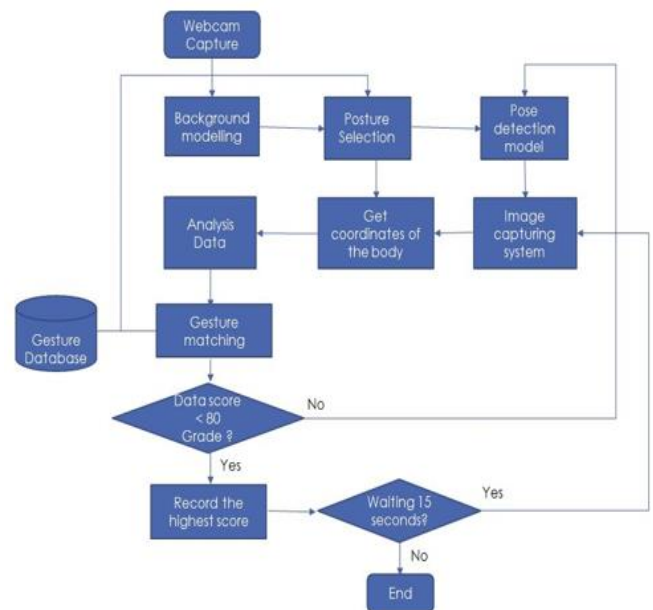 Webcam
Capture
Background
modelling
Posture
Selection
Pose
detection
model
Analysis
Data
Get
coordinates of
the body
Image
capturing
system
Gesture
Database
Gesture
matching
Data score
< 80
Grade ?
No
Yes
Record the
highest score
Waiting 15
seconds?
Yes
No
End